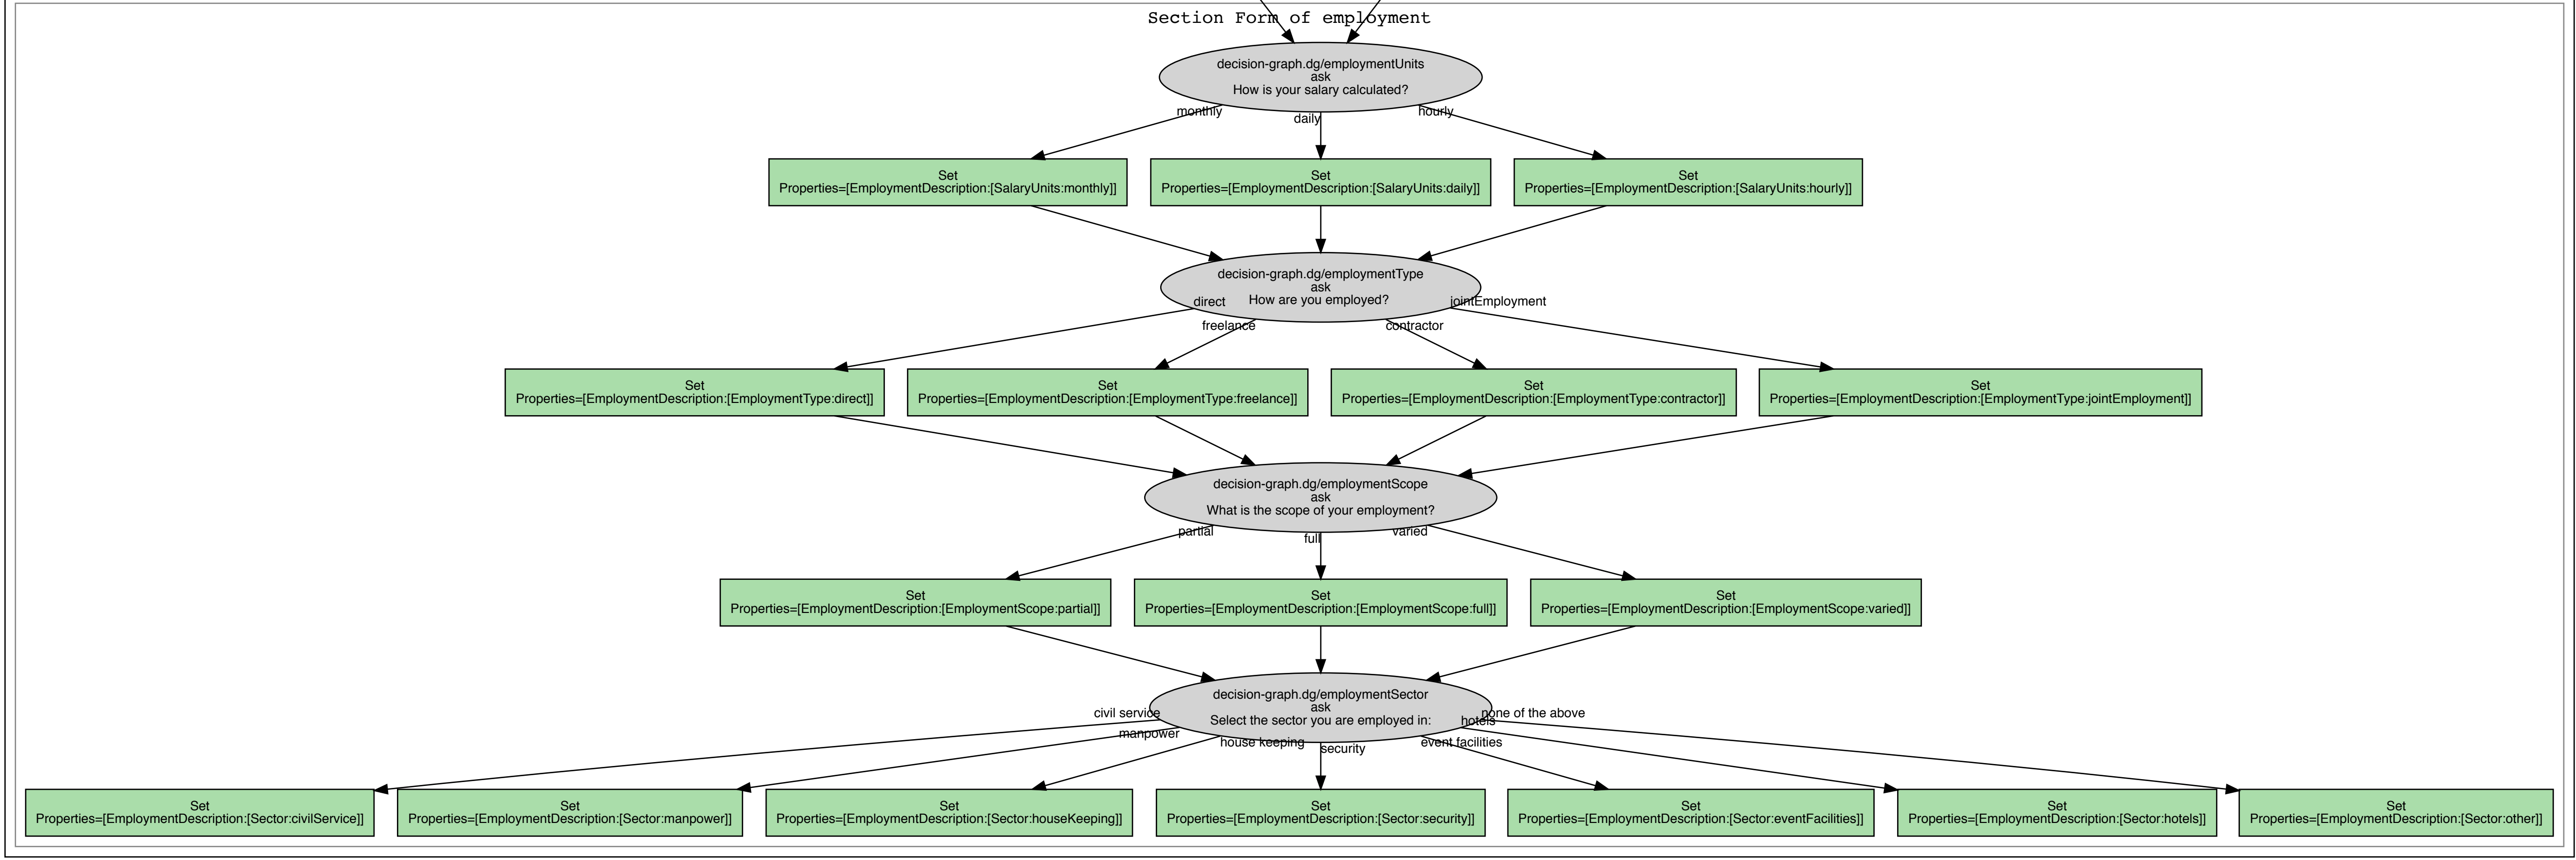 Section Form of employment
decision-graph.dg/employmentUnits
ask
How is your salary calculated?
monthly
daily
hourly
Set
Properties=[EmploymentDescription:[SalaryUnits:monthly]]
Set
Properties=[EmploymentDescription:[SalaryUnits:daily]]
Set
Properties=[EmploymentDescription:[SalaryUnits:hourly]]
decision-graph.dg/employmentType
ask
How are you employed?
direct
freelance
contractor
jointEmployment
Set
Properties=[EmploymentDescription:[EmploymentType:direct]]
Set
Properties=[EmploymentDescription:[EmploymentType:freelance]]
Set
Properties=[EmploymentDescription:[EmploymentType:contractor]]
Set
Properties=[EmploymentDescription:[EmploymentType:jointEmployment]]
decision-graph.dg/employmentScope
ask
What is the scope of your employment?
partial
full
varied
Set
Properties=[EmploymentDescription:[EmploymentScope:partial]]
Set
Properties=[EmploymentDescription:[EmploymentScope:full]]
Set
Properties=[EmploymentDescription:[EmploymentScope:varied]]
decision-graph.dg/employmentSector
ask
Select the sector you are employed in:
civil service
manpower
house keeping
security
event facilities
hotels
none of the above
Set
Properties=[EmploymentDescription:[Sector:civilService]]
Set
Properties=[EmploymentDescription:[Sector:manpower]]
Set
Properties=[EmploymentDescription:[Sector:houseKeeping]]
Set
Properties=[EmploymentDescription:[Sector:security]]
Set
Properties=[EmploymentDescription:[Sector:eventFacilities]]
Set
Properties=[EmploymentDescription:[Sector:hotels]]
Set
Properties=[EmploymentDescription:[Sector:other]]